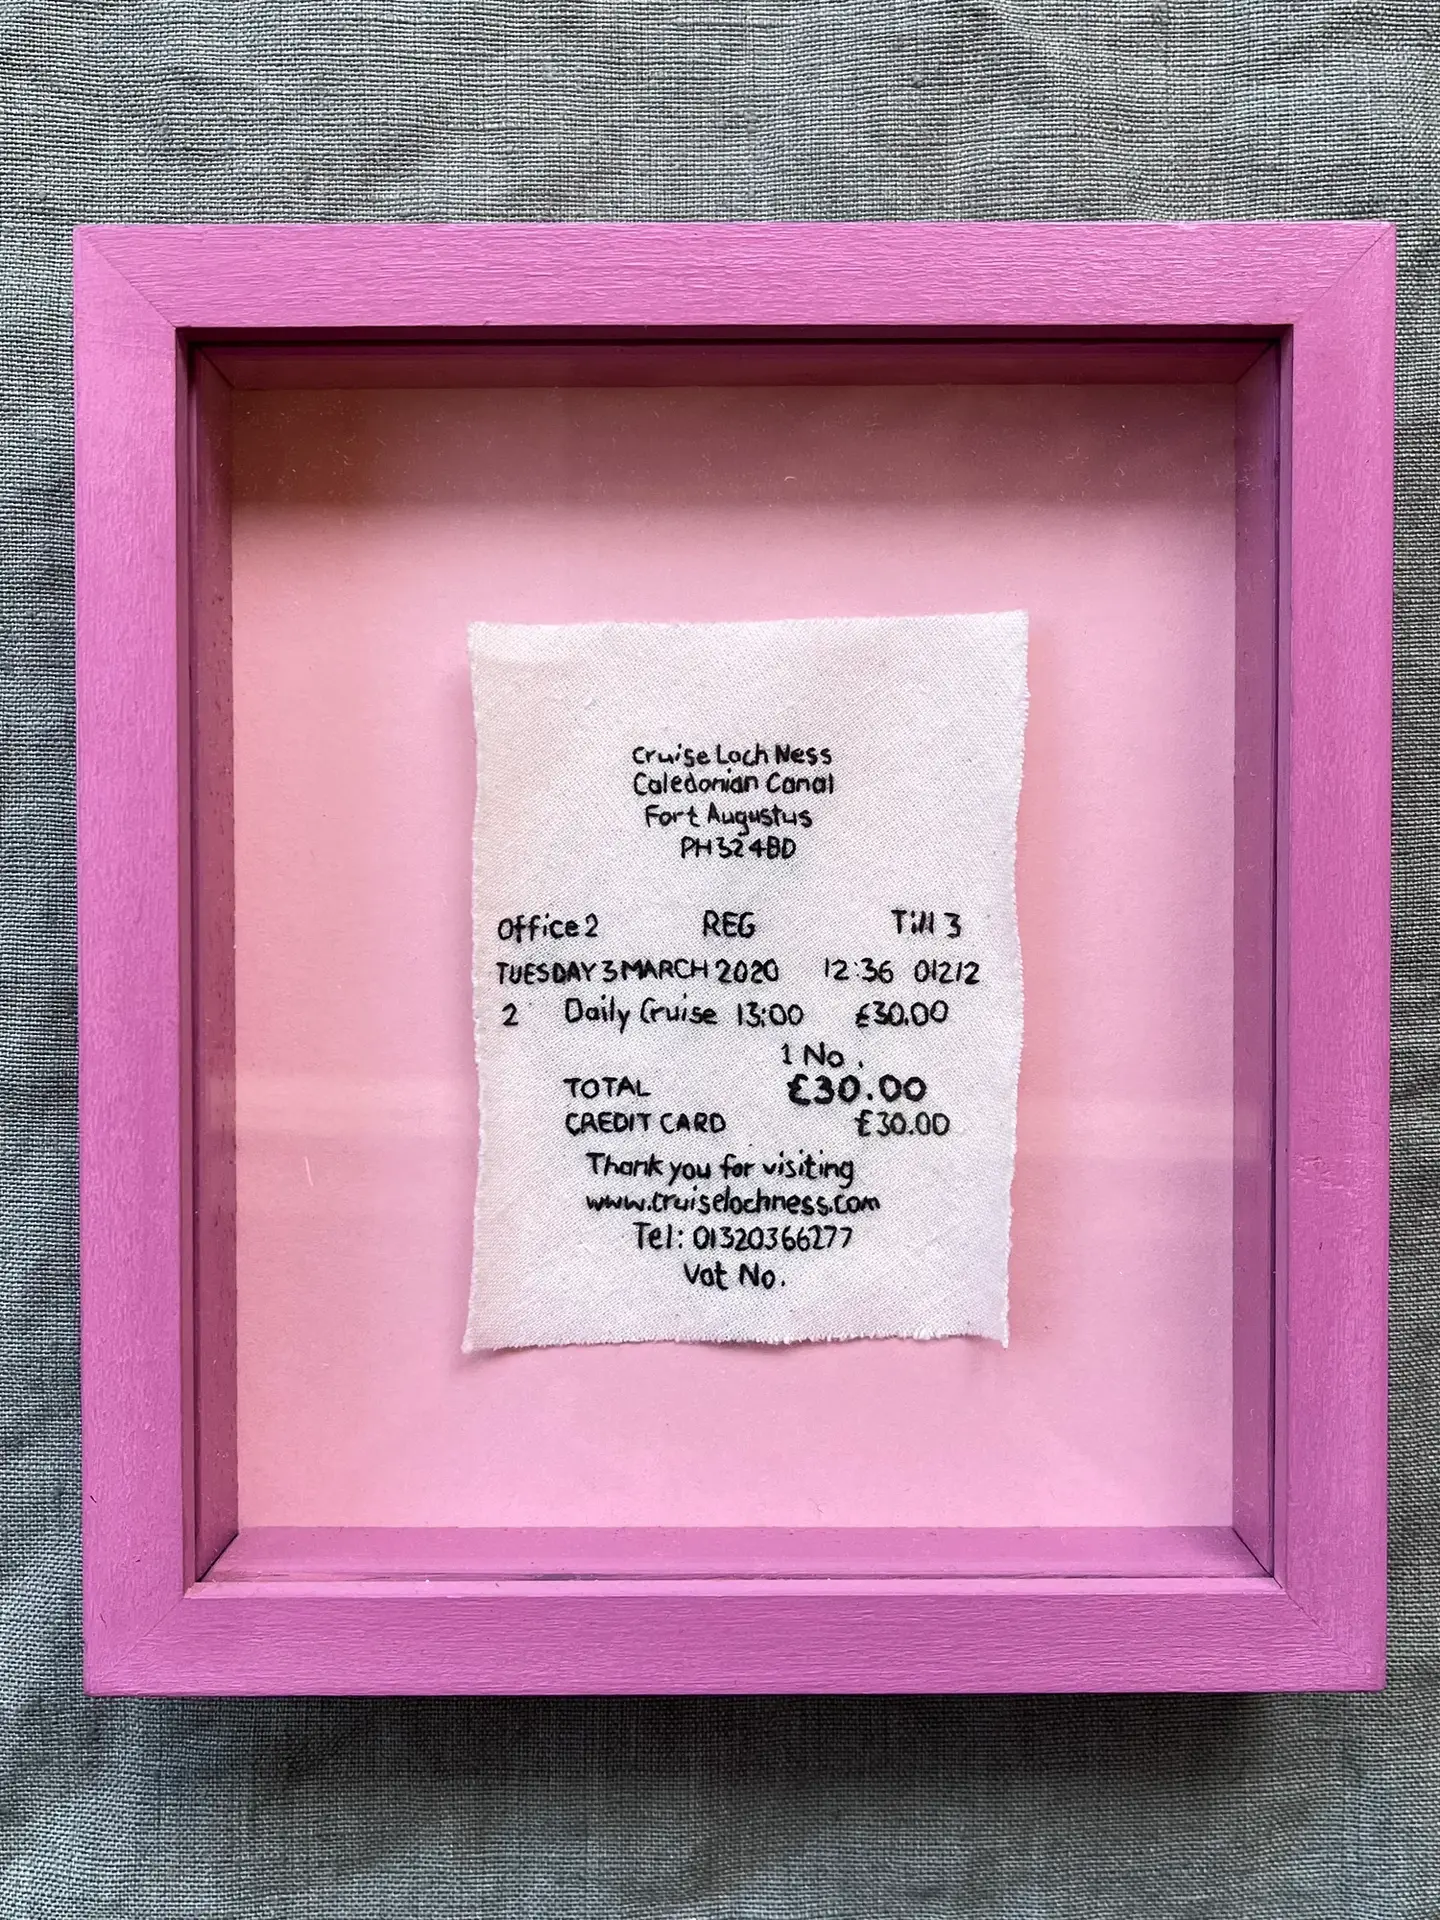 Cruise Loch Ness
Caledonian Canal
Fort Augustus
PH32 4BD
Office 2 REG Till 3
TUESDAY 3 MARCH 2020 12:36 01212
2 Daily Cruise 13:00 £30.00
1 No.
TOTAL £30.00
CREDIT CARD £30.00
Thank you for visiting
www.cruiselochness.com
Tel: 01320366277
Vat No.